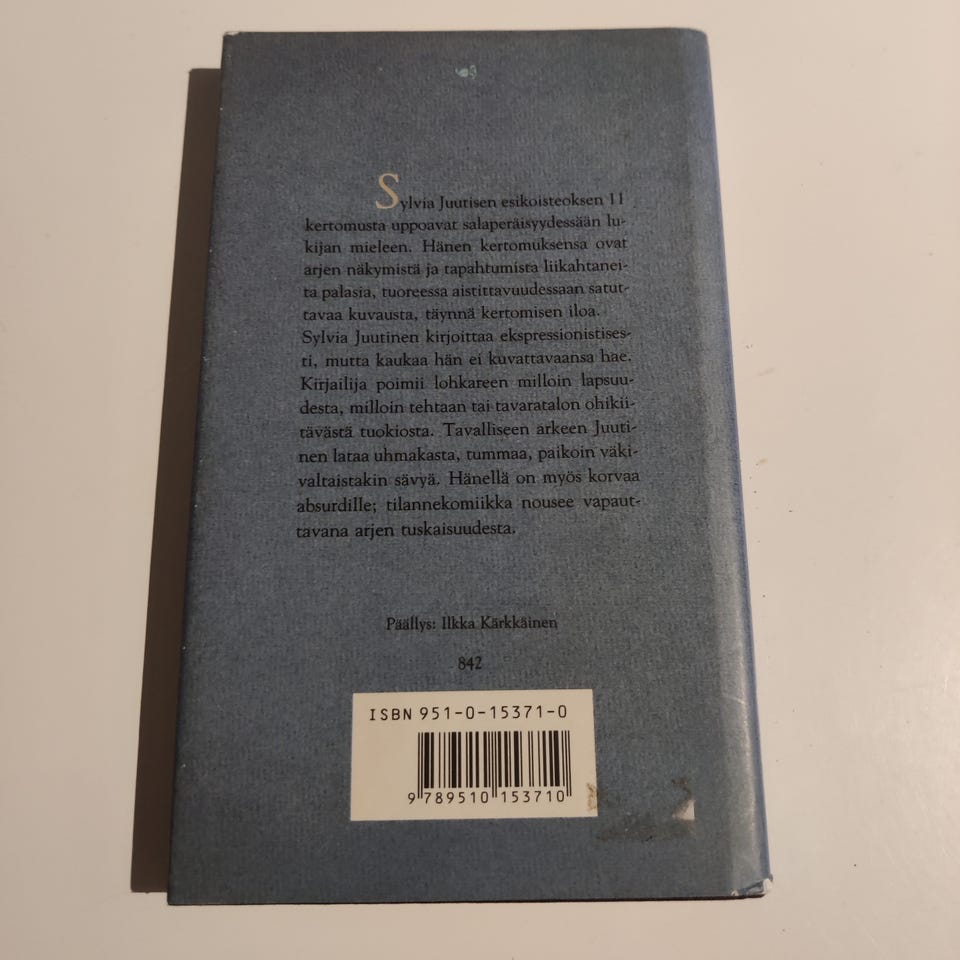 Sylvia Juutisen esikoisteoksen 11
kertomusta uppoavat salaperäisyydessään lu-
kijan mieleen. Hänen kertomuksensa ovat
arjen näkymistä ja tapahtumista liikahtanei-
ta palasia, tuoreessa aistittavuudessaan satut-
tavaa kuvausta, täynnä kertomisen iloa.
Sylvia Juutinen kirjoittaa ekspressionistises-
ti, mutta kaukaa hän ei kuvattavaansa hae.
Kirjailija poimii lohkareen milloin lapsuu-
desta, milloin tehtaan tai tavaratalon ohikii-
tävästä tuokiosta. Tavalliseen arkeen Juuti-
nen lataa uhmakasta, tummaa, paikoin väki-
valtaistakin sävyä. Hänellä on myös korvaa
absurdille; tilannekomiikka nousee vapaut-
tavana arjen tuskaisuudesta.
Päällys: Ilkka Kärkkäinen
842
ISBN 951-0-15371-0
9 789510 153710